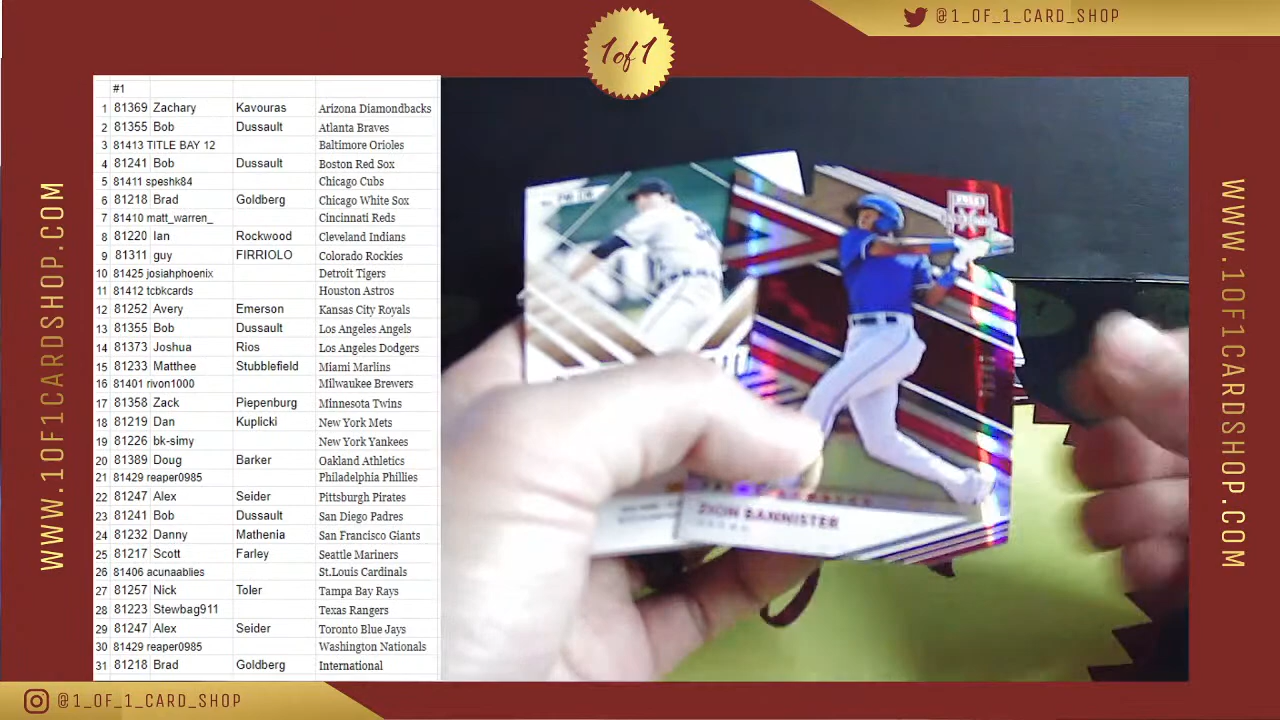 @1_OF_1_CARD_SHOP
1 of 1
WWW.1OF1CARDSHOP.COM
#1
1 81369 Zachary Kavouras Arizona Diamondbacks
2 81355 Bob Dussault Atlanta Braves
3 81413 TITLE BAY 12 Baltimore Orioles
4 81241 Bob Dussault Boston Red Sox
5 81411 speshk84 Chicago Cubs
6 81218 Brad Goldberg Chicago White Sox
7 81410 matt_warren_ Cincinnati Reds
8 81220 Ian Rockwood Cleveland Indians
9 81311 guy FIRRIOLO Colorado Rockies
10 81425 josiahphoenix Detroit Tigers
11 81412 tcbkcards Houston Astros
12 81252 Avery Emerson Kansas City Royals
13 81355 Bob Dussault Los Angeles Angels
14 81373 Joshua Rios Los Angeles Dodgers
15 81233 Matthee Stubblefield Miami Marlins
16 81401 rivon1000 Milwaukee Brewers
17 81358 Zack Piepenburg Minnesota Twins
18 81219 Dan Kuplicki New York Mets
19 81226 bk-simy New York Yankees
20 81389 Doug Barker Oakland Athletics
21 81429 reaper0985 Philadelphia Phillies
22 81247 Alex Seider Pittsburgh Pirates
23 81241 Bob Dussault San Diego Padres
24 81232 Danny Mathenia San Francisco Giants
25 81217 Scott Farley Seattle Mariners
26 81406 acunaablies St.Louis Cardinals
27 81257 Nick Toler Tampa Bay Rays
28 81223 Stewbag911 Texas Rangers
29 81247 Alex Seider Toronto Blue Jays
30 81429 reaper0985 Washington Nationals
31 81218 Brad Goldberg International
ZION BANNISTER
WWW.1OF1CARDSHOP.COM
@1_OF_1_CARD_SHOP